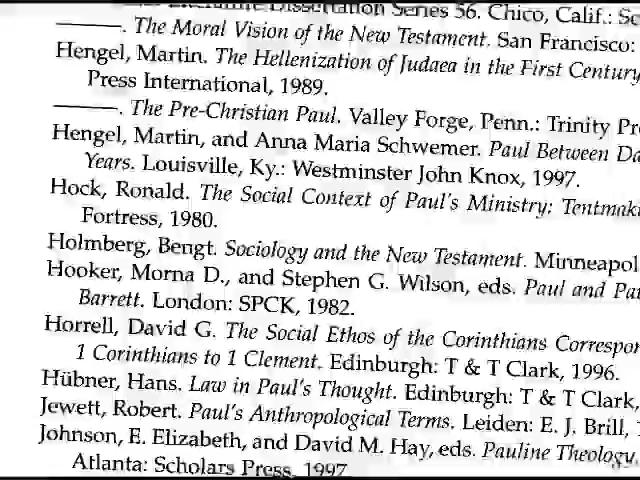 Dissertation Series 56. Chico, Calif.:
———. The Moral Vision of the New Testament. San Francisco:
Hengel, Martin. The Hellenization of Judaea in the First Century
Press International, 1989.
———. The Pre-Christian Paul. Valley Forge, Penn.: Trinity
Hengel, Martin, and Anna Maria Schwemer. Paul Between
Years. Louisville, Ky.: Westminster John Knox, 1997.
Hock, Ronald. The Social Context of Paul's Ministry:
Fortress, 1980.
Holmberg, Bengt. Sociology and the New Testament.
Hooker, Morna D., and Stephen G. Wilson, eds. Paul and
Barrett. London: SPCK, 1982.
Horrell, David G. The Social Ethos of the Corinthians
1 Corinthians to 1 Clement. Edinburgh: T & T Clark, 1996.
Hübner, Hans. Law in Paul's Thought. Edinburgh: T & T Clark,
Jewett, Robert. Paul's Anthropological Terms. Leiden: E. J. Brill,
Johnson, E. Elizabeth, and David M. Hay, eds. Pauline Theology,
Atlanta: Scholars Press, 1997